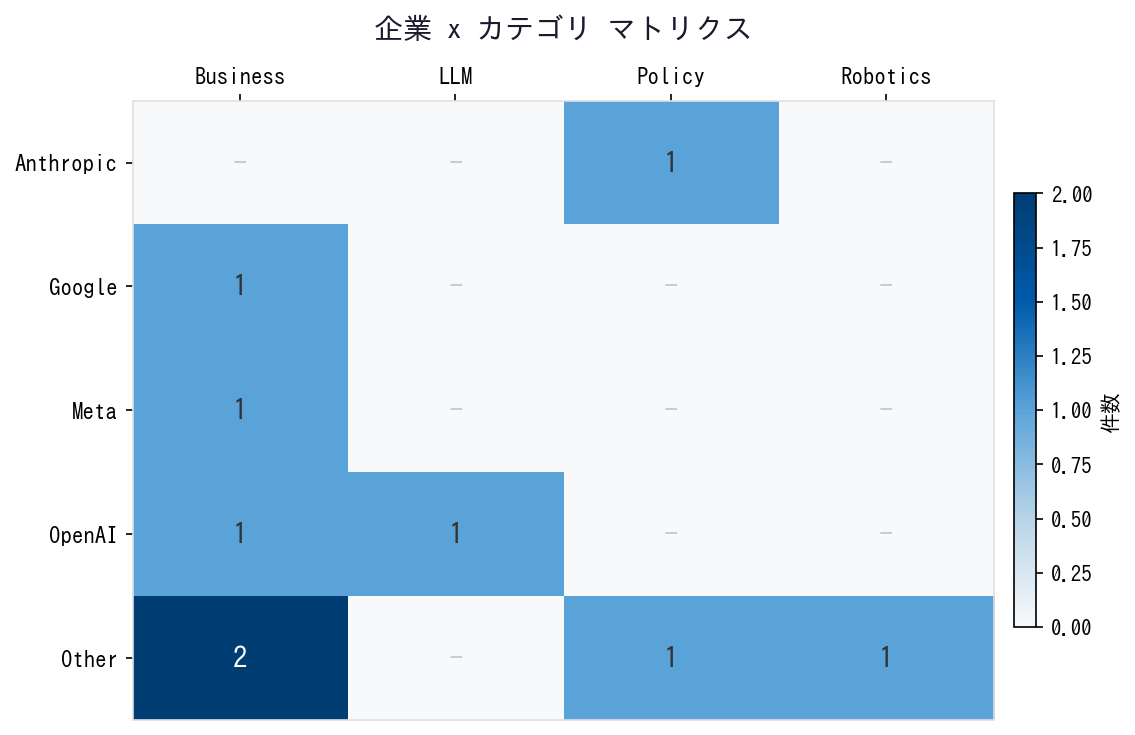 企業 x カテゴリ マトリクス
Business LLM Policy Robotics
Anthropic — — 1 —
Google 1 — — —
Meta 1 — — —
OpenAI 1 1 — —
Other 2 — 1 1
2.00
1.75
1.50
1.25
1.00
0.75
0.50
0.25
0.00
件数